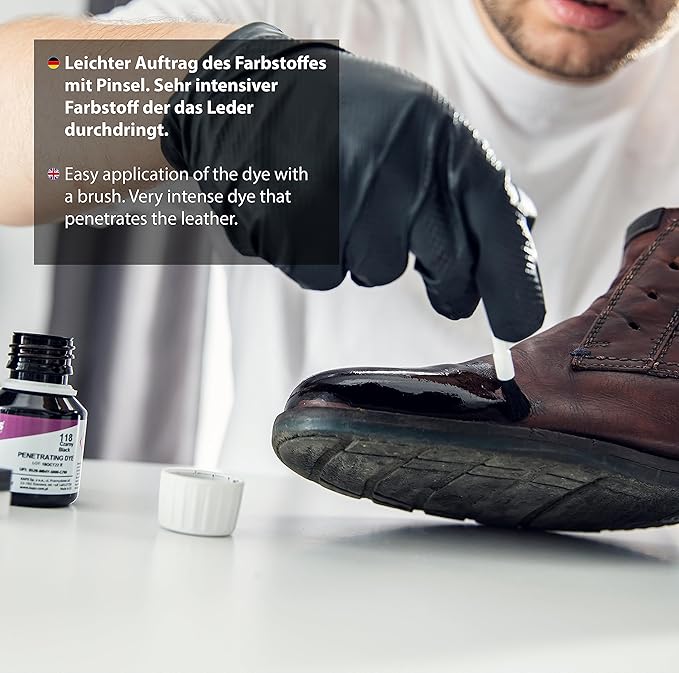 Leichter Auftrag des Farbstoffes
mit Pinsel. Sehr intensiver
Farbstoff der das Leder
durchdringt.
Easy application of the dye with
a brush. Very intense dye that
penetrates the leather.
118
Czarny
Black
PENETRATING DYE